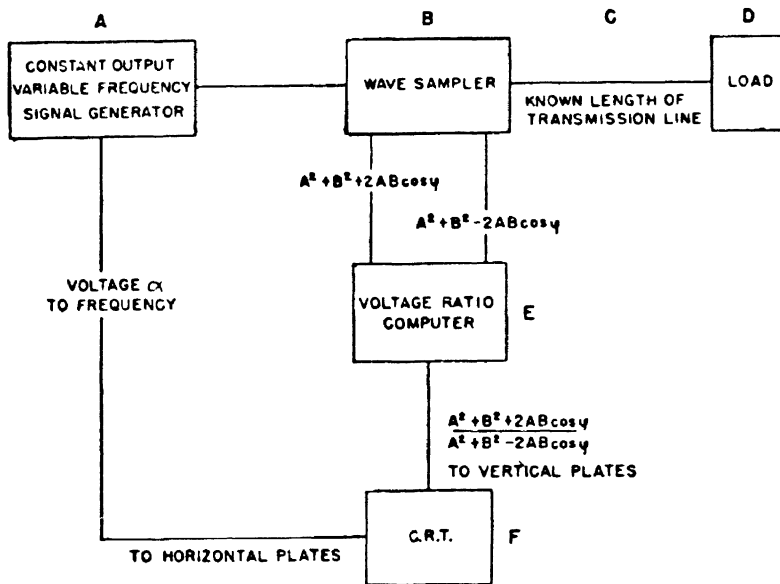 A
B
C
D
CONSTANT OUTPUT
VARIABLE FREQUENCY
SIGNAL GENERATOR
WAVE SAMPLER
KNOWN LENGTH OF
TRANSMISSION LINE
LOAD
A² + B² + 2ABcosψ
A² + B² - 2ABcosψ
VOLTAGE ∝
TO FREQUENCY
VOLTAGE RATIO
COMPUTER
E
A² + B² + 2ABcosψ
A² + B² - 2ABcosψ
TO VERTICAL PLATES
C.R.T.
F
TO HORIZONTAL PLATES